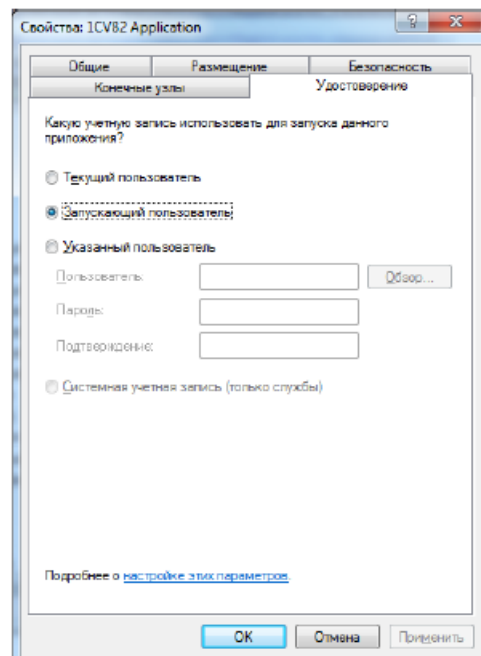 Свойства: 1CV82 Application
Общие Размещение Безопасность
Конечные узлы Удостоверение
Какую учетную запись использовать для запуска данного
приложения?
Текущий пользователь
Запускающий пользователь
Указанный пользователь
Пользователь:
Обзор...
Пароль:
Подтверждение:
Системная учетная запись (только службы)
Подробнее о настройке этих параметров.
ОК Отмена Применить